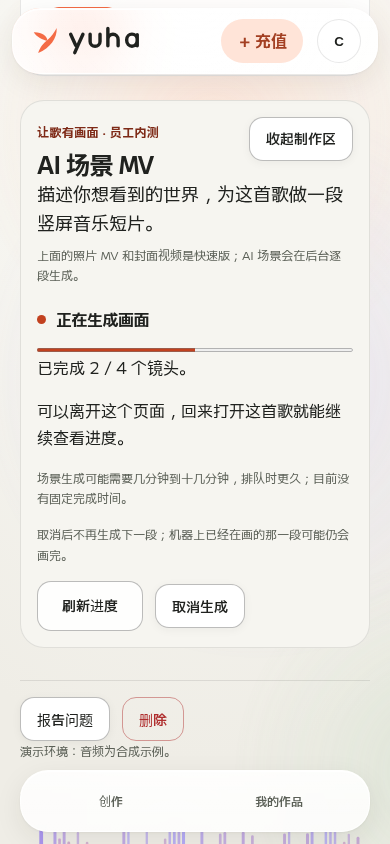 yuha
+ 充值
C
让歌有画面 · 员工内测
收起制作区
AI 场景 MV
描述你想看到的世界，为这首歌做一段
竖屏音乐短片。
上面的照片 MV 和封面视频是快速版；AI 场景会在后台逐
段生成。
正在生成画面
已完成 2 / 4 个镜头。
可以离开这个页面，回来打开这首歌就能继
续查看进度。
场景生成可能需要几分钟到十几分钟，排队时更久；目前没
有固定完成时间。
取消后不再生成下一段；机器上已经在画的那一段可能仍会
画完。
刷新进度
取消生成
报告问题
删除
演示环境：音频为合成示例。
创作
我的作品